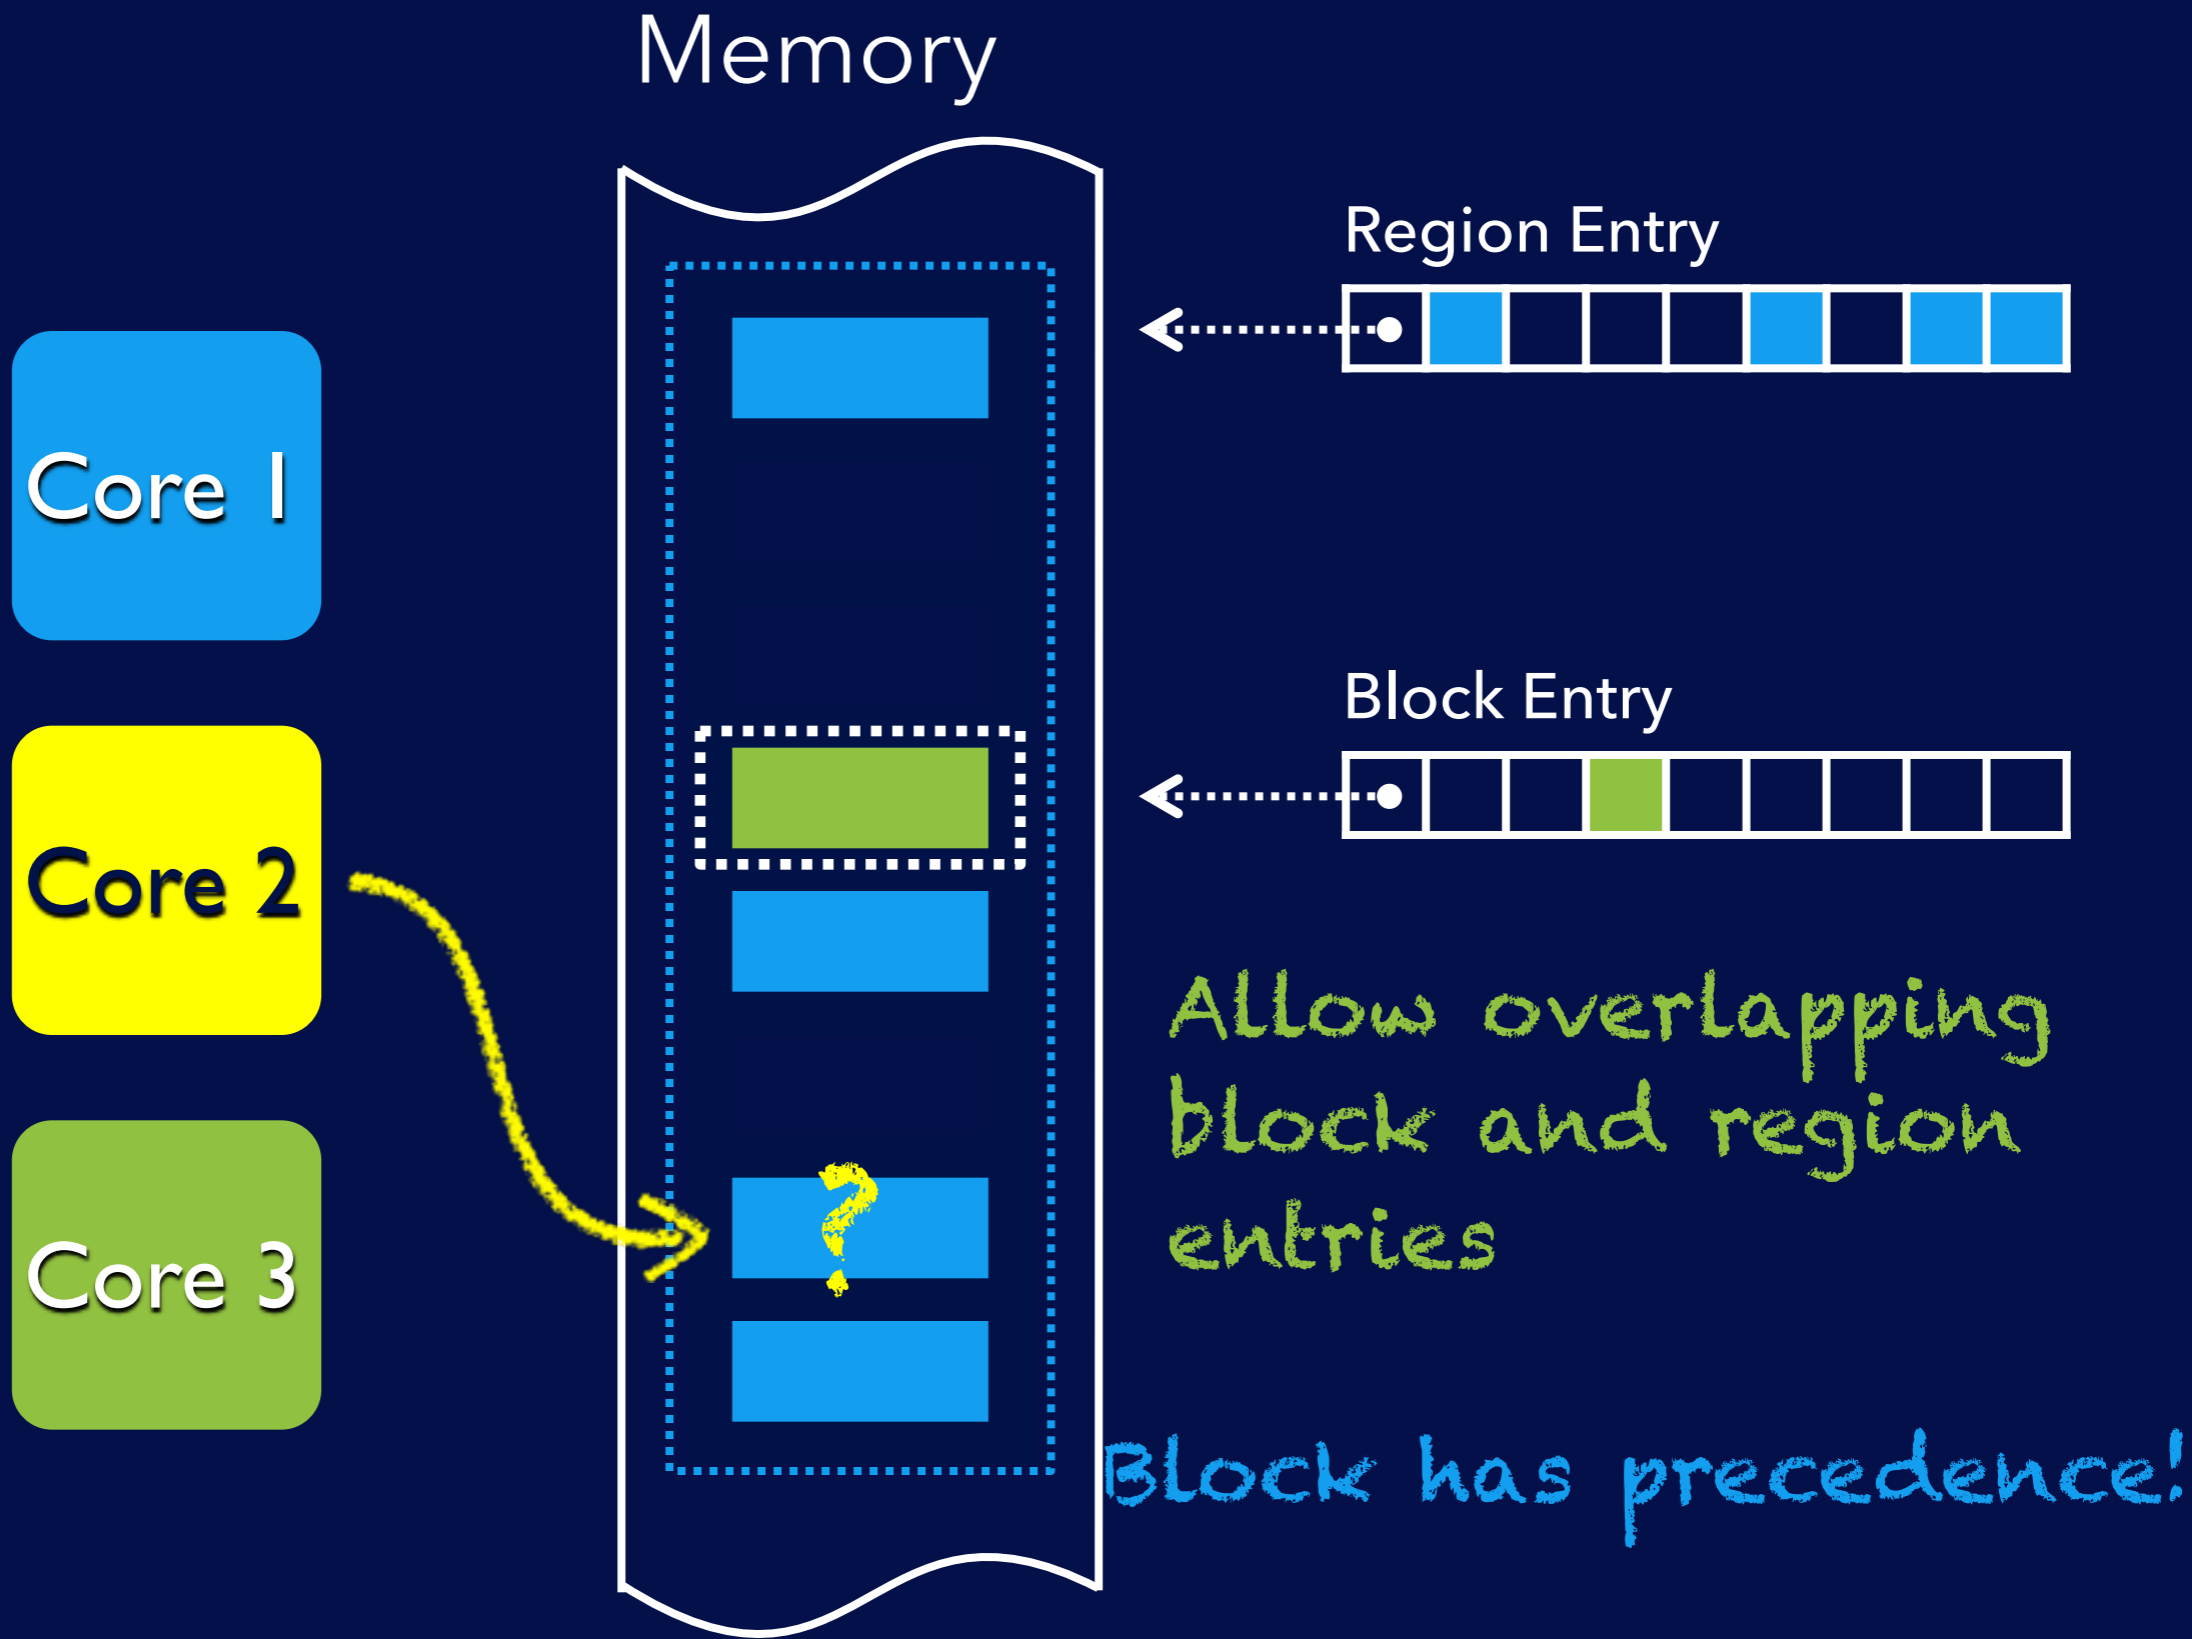 Memory
Region Entry
Core 1
Block Entry
Core 2
Allow overlapping
block and region
entries
?
Core 3
Block has precedence!